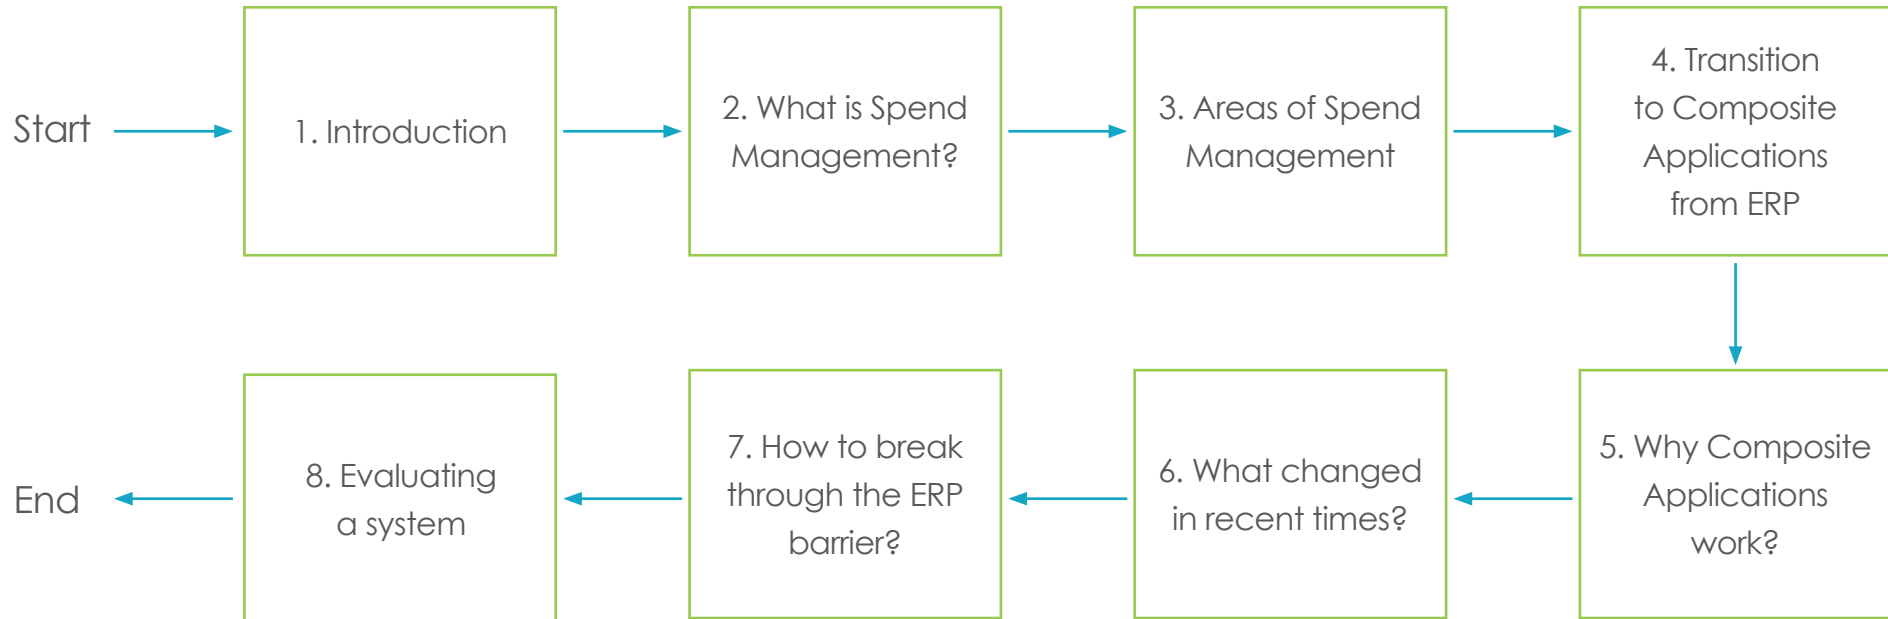 Start
1. Introduction
2. What is Spend
Management?
3. Areas of Spend
Management
4. Transition
to Composite
Applications
from ERP
5. Why Composite
Applications
work?
6. What changed
in recent times?
7. How to break
through the ERP
barrier?
8. Evaluating
a system
End